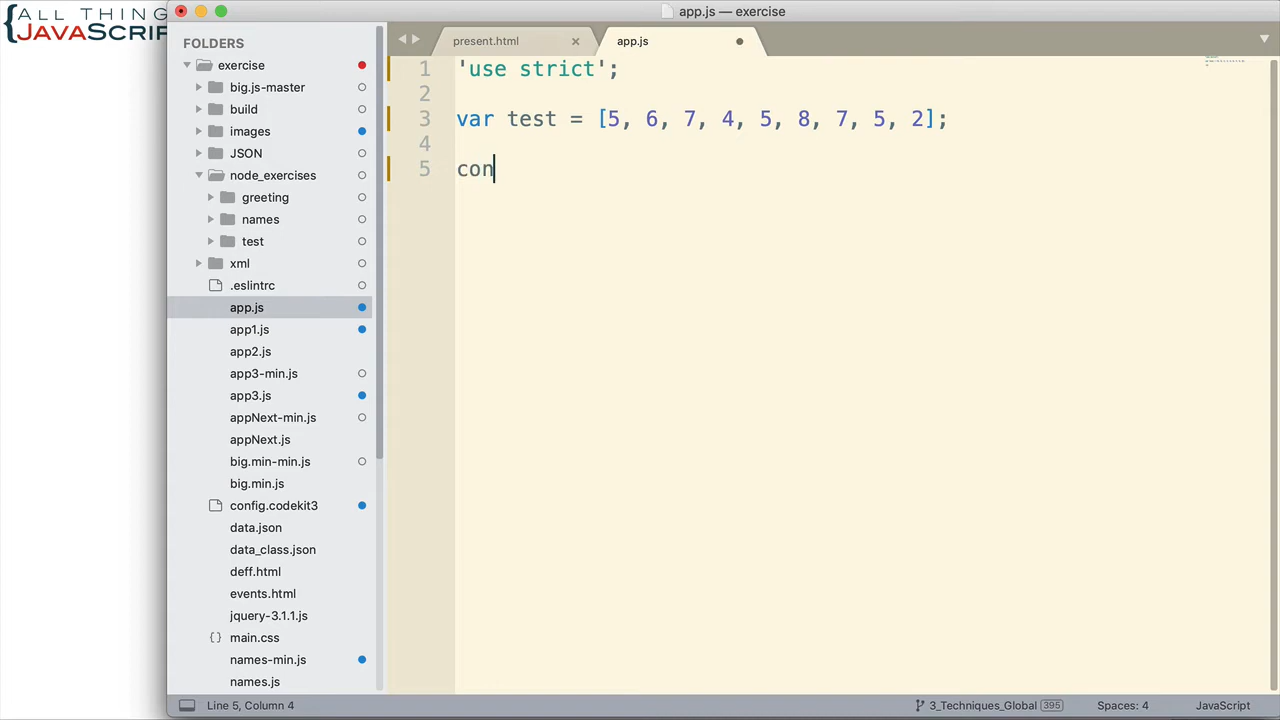 {ALL THING
JAVASCRIP
app.js — exercise
FOLDERS
exercise
big.js-master
build
images
JSON
node_exercises
greeting
names
test
xml
.eslintrc
app.js
app1.js
app2.js
app3-min.js
app3.js
appNext-min.js
appNext.js
big.min-min.js
big.min.js
config.codekit3
data.json
data_class.json
deff.html
events.html
jquery-3.1.1.js
{} main.css
names-min.js
names.js
present.html ×
app.js
1 'use strict';
2
3 var test = [5, 6, 7, 4, 5, 8, 7, 5, 2];
4
5 con
Line 5, Column 4
3_Techniques_Global 395
Spaces: 4
JavaScript